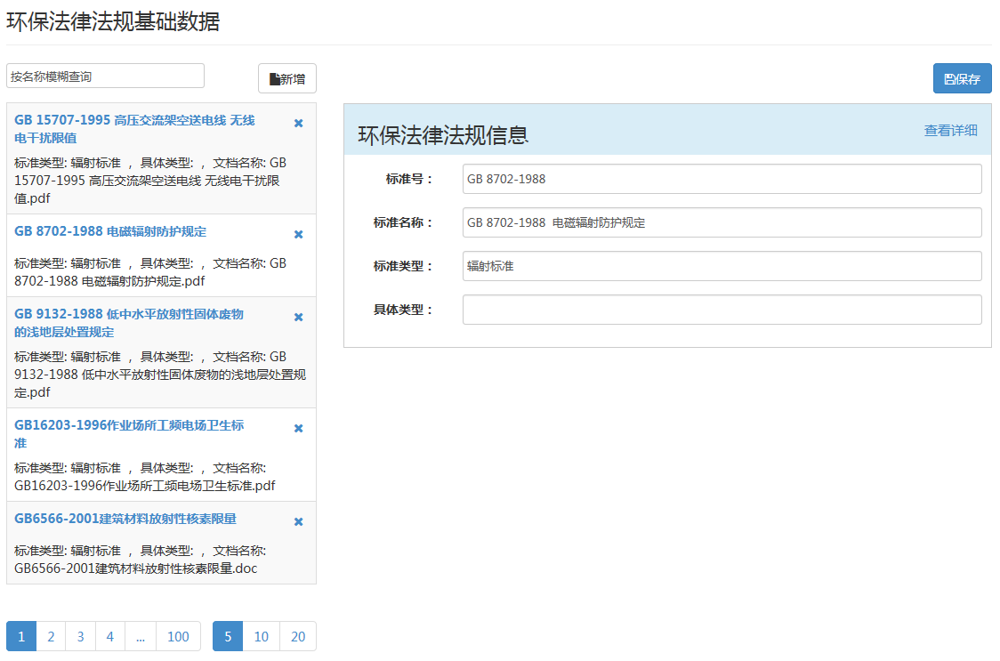 环保法律法规基础数据
按名称模糊查询
新增
保存
GB 15707-1995 高压交流架空送电线 无线
电干扰限值
标准类型: 辐射标准 ，具体类型: ，文档名称: GB
15707-1995 高压交流架空送电线 无线电干扰限
值.pdf
GB 8702-1988 电磁辐射防护规定
标准类型: 辐射标准 ，具体类型: ，文档名称: GB
8702-1988 电磁辐射防护规定.pdf
GB 9132-1988 低中水平放射性固体废物
的浅地层处置规定
标准类型: 辐射标准 ，具体类型: ，文档名称: GB
9132-1988 低中水平放射性固体废物的浅地层处置规
定.pdf
GB16203-1996作业场所工频电场卫生标
准
标准类型: 辐射标准 ，具体类型: ，文档名称:
GB16203-1996作业场所工频电场卫生标准.pdf
GB6566-2001建筑材料放射性核素限量
标准类型: 辐射标准 ，具体类型: ，文档名称:
GB6566-2001建筑材料放射性核素限量.doc
1 2 3 4 ... 100 5 10 20
环保法律法规信息
查看详细
标准号： GB 8702-1988
标准名称： GB 8702-1988 电磁辐射防护规定
标准类型： 辐射标准
具体类型：